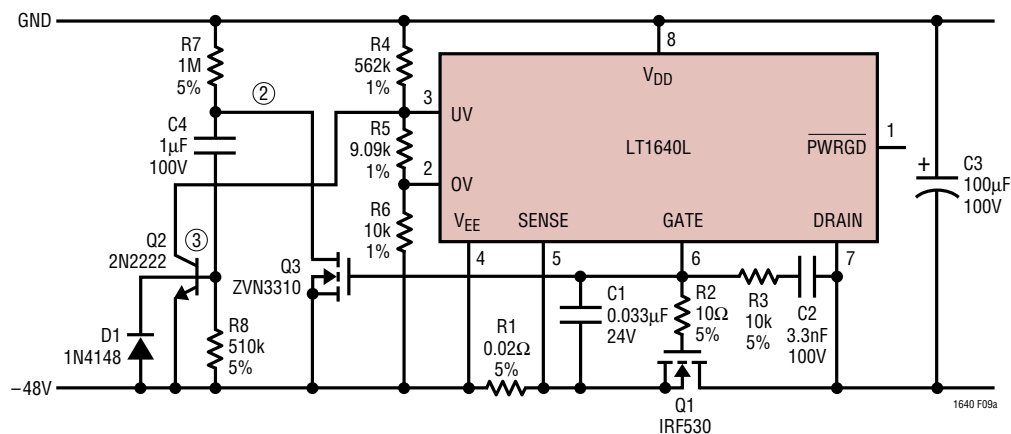 GND
R7
1M
5%
②
C4
1µF
100V
R4
562k
1%
3
UV
R5
9.09k
1%
2
OV
R6
10k
1%
8
VDD
LT1640L
PWRGD
1
VEE
SENSE
GATE
DRAIN
4
5
6
7
+
C3
100µF
100V
Q2
2N2222
③
Q3
ZVN3310
D1
1N4148
R8
510k
5%
R1
0.02Ω
5%
C1
0.033µF
24V
R2
10Ω
5%
R3
10k
5%
C2
3.3nF
100V
−48V
Q1
IRF530
1640 F09a